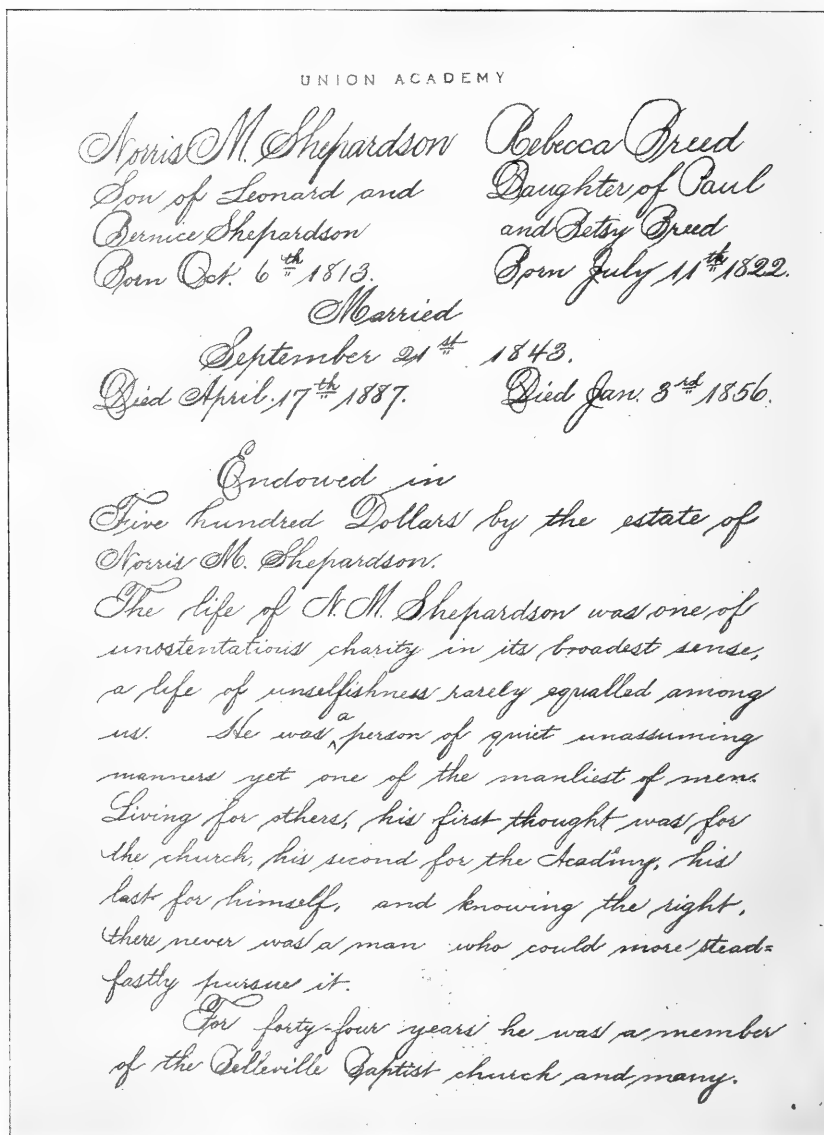 UNION ACADEMY
Norris M. Shepardson Rebecca Breed
Son of Leonard and Daughter of Paul
Bernice Shepardson and Betsy Breed
Born Oct. 6th 1813. Born July 11th 1822.
Married
September 21st 1843.
Died April. 17th 1887. Died Jan. 3rd 1856.
Endowed in
Five hundred Dollars by the estate of
Norris M. Shepardson.
The life of N. M. Shepardson was one of
unostentatious charity in its broadest sense,
a life of unselfishness rarely equalled among
us. He was a person of quiet unassuming
manners yet one of the manliest of men.
Living for others, his first thought was for
the church, his second for the Academy, his
last for himself, and knowing the right,
there never was a man who could more stead=
fastly pursue it.
For forty-four years he was a member
of the Belleville Baptist church and many.